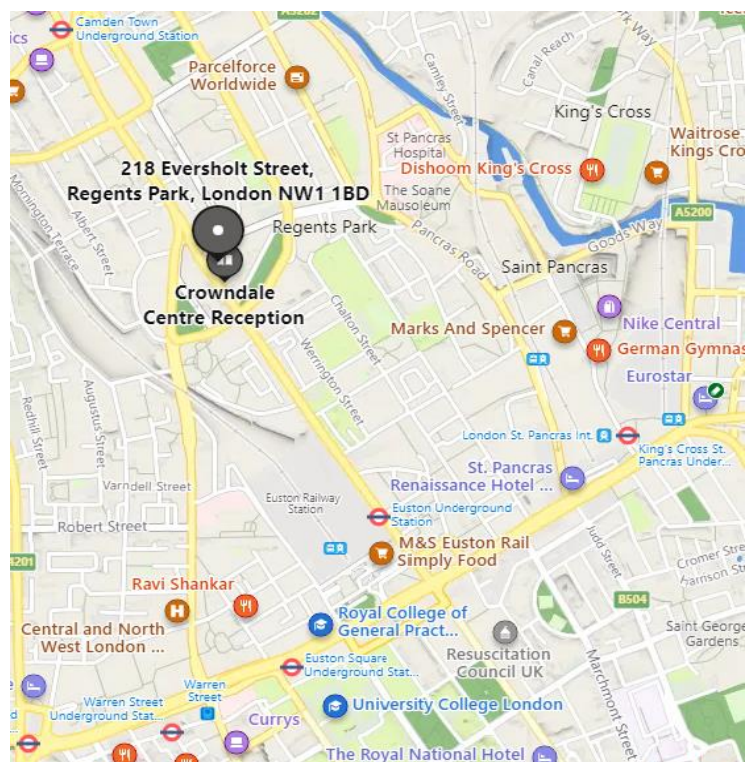 Camden Town
Underground Station
A5202
ics
Parcelforce
Worldwide
Camley Street
Canal Reach
York Way
King's Cross
Waitrose
Kings Cro
St Pancras
Hospital
Dishoom King's Cross
218 Eversholt Street,
Regents Park, London NW1 1BD
The Soane
Mausoleum
A5200
Mornington Terrace
Albert Street
Regents Park
Pancras Road
Goods Way
Saint Pancras
Crowndale
Centre Reception
Chalton Street
Werrington Street
Marks And Spencer
Nike Central
German Gymnas
Eurostar
Augustus Street
Redhill Street
London St. Pancras Int.
King's Cross St.
Pancras Under...
St. Pancras
Renaissance Hotel ...
Varndell Street
Euston Railway
Station
Euston Underground
Station
Robert Street
4201
M&S Euston Rail
Simply Food
Judd Street
Cromer Street
Harrison Stre
Ravi Shankar
B504
Royal College of
General Pract...
Central and North
West London ...
Resuscitation
Council UK
Saint George
Gardens
Euston Square
Underground Stat...
Marchmont Street
Warren Street
Underground Stat...
Warren
Street
University College London
Currys
The Royal National Hotel